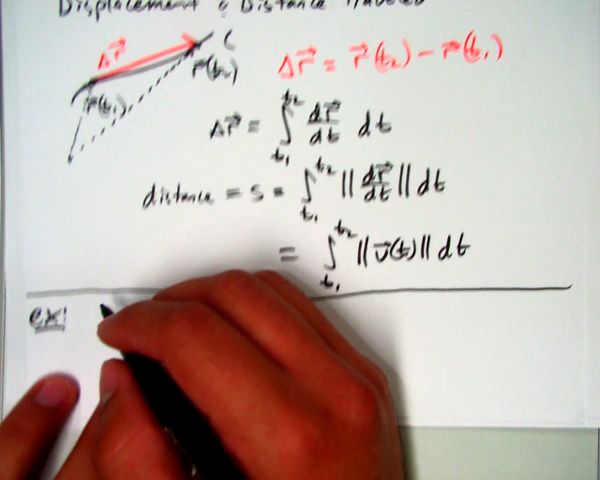 Displacement & Distance Traveled
Δr⃗
C
r⃗(t₂)
r⃗(t₁)
Δr⃗ = r⃗(t₂) - r⃗(t₁)
Δr⃗ = ∫_{t₁}^{t₂} dr⃗/dt dt
distance = s = ∫_{t₁}^{t₂} ||dr⃗/dt|| dt
= ∫_{t₁}^{t₂} ||v⃗(t)|| dt
ex: